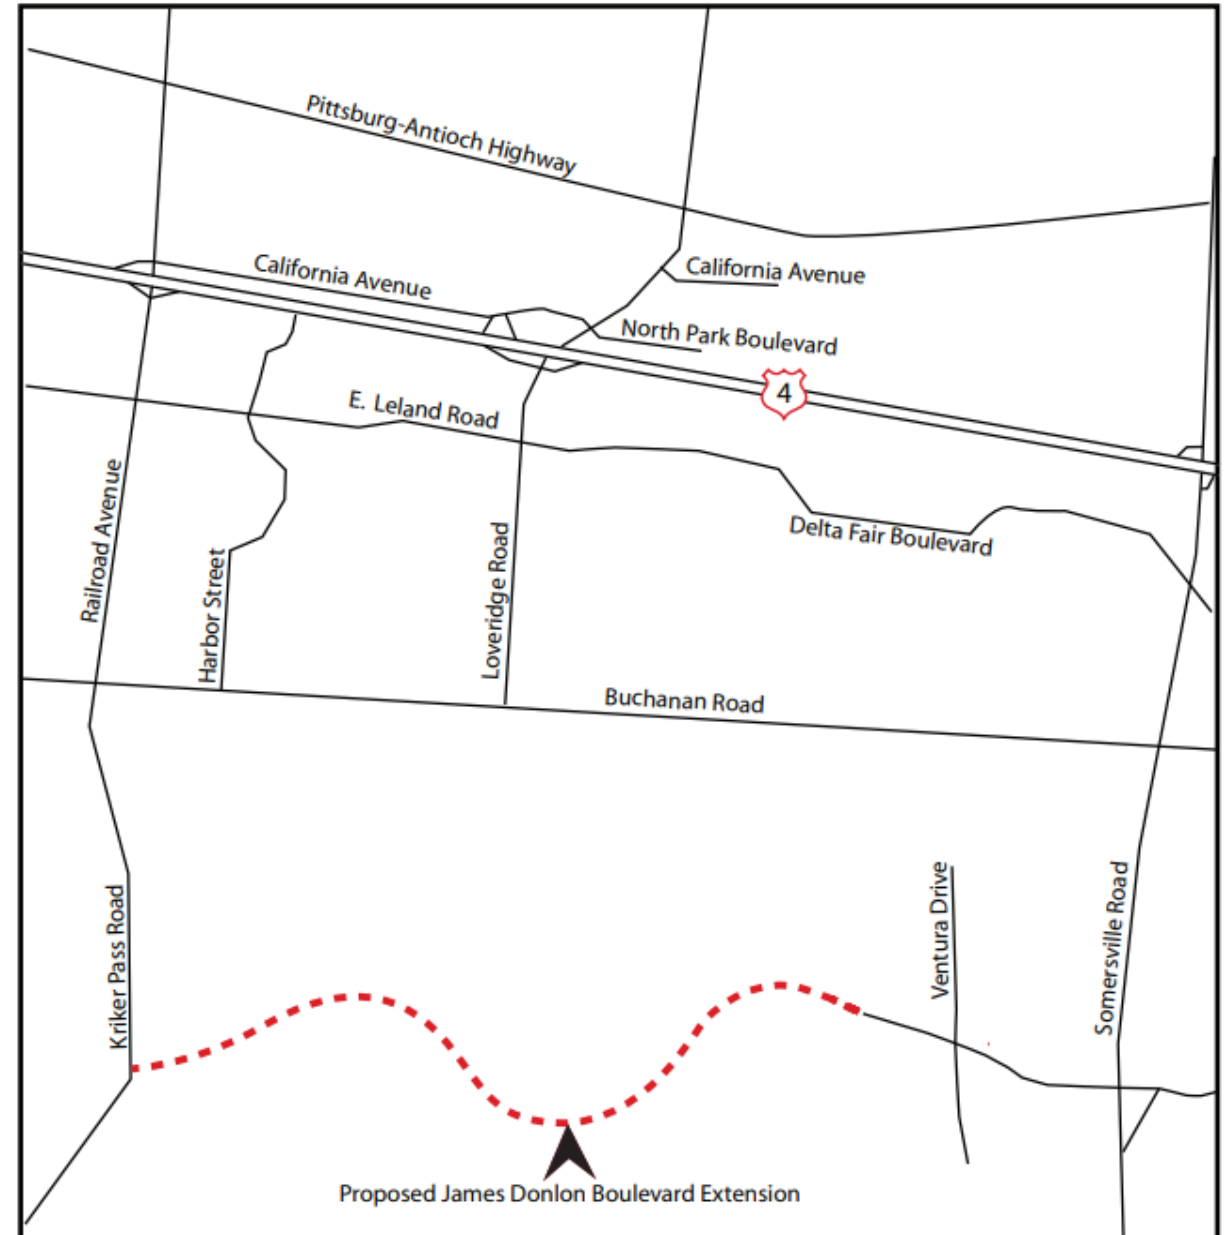 Pittsburg-Antioch Highway
California Avenue
California Avenue
North Park Boulevard
4
E. Leland Road
Railroad Avenue
Harbor Street
Loveridge Road
Delta Fair Boulevard
Buchanan Road
Kriker Pass Road
Ventura Drive
Somersville Road
Proposed James Donlon Boulevard Extension